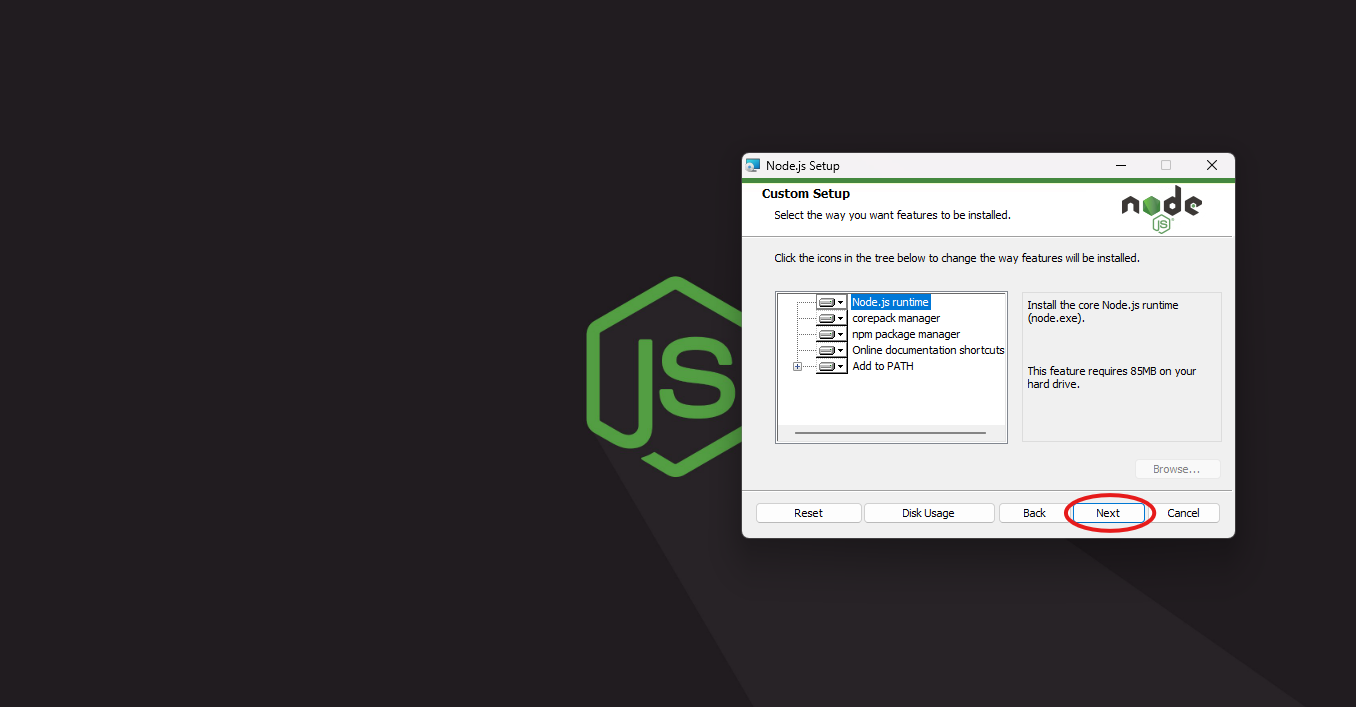 Node.js Setup
Custom Setup
Select the way you want features to be installed.
node
JS
Click the icons in the tree below to change the way features will be installed.
Node.js runtime
corepack manager
npm package manager
Online documentation shortcuts
Add to PATH
Install the core Node.js runtime
(node.exe).
This feature requires 85MB on your
hard drive.
JS
Browse...
Reset
Disk Usage
Back
Next
Cancel